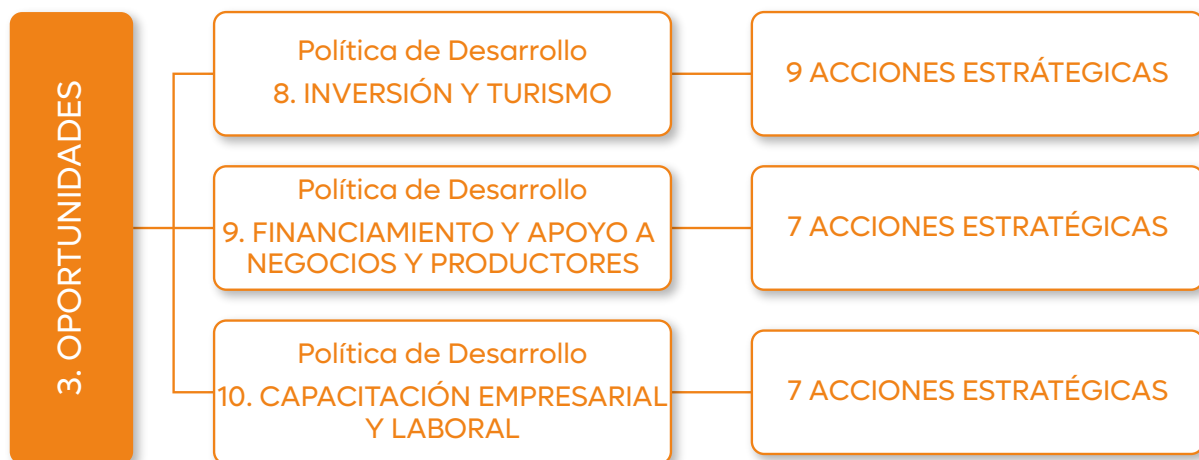 3. OPORTUNIDADES
Política de Desarrollo
8. INVERSIÓN Y TURISMO
9 ACCIONES ESTRÁTEGICAS
Política de Desarrollo
9. FINANCIAMIENTO Y APOYO A
NEGOCIOS Y PRODUCTORES
7 ACCIONES ESTRATÉGICAS
Política de Desarrollo
10. CAPACITACIÓN EMPRESARIAL
Y LABORAL
7 ACCIONES ESTRATÉGICAS